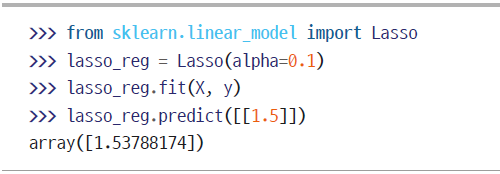 >>> from sklearn.linear_model import Lasso
>>> lasso_reg = Lasso(alpha=0.1)
>>> lasso_reg.fit(X, y)
>>> lasso_reg.predict([[1.5]])
array([1.53788174])